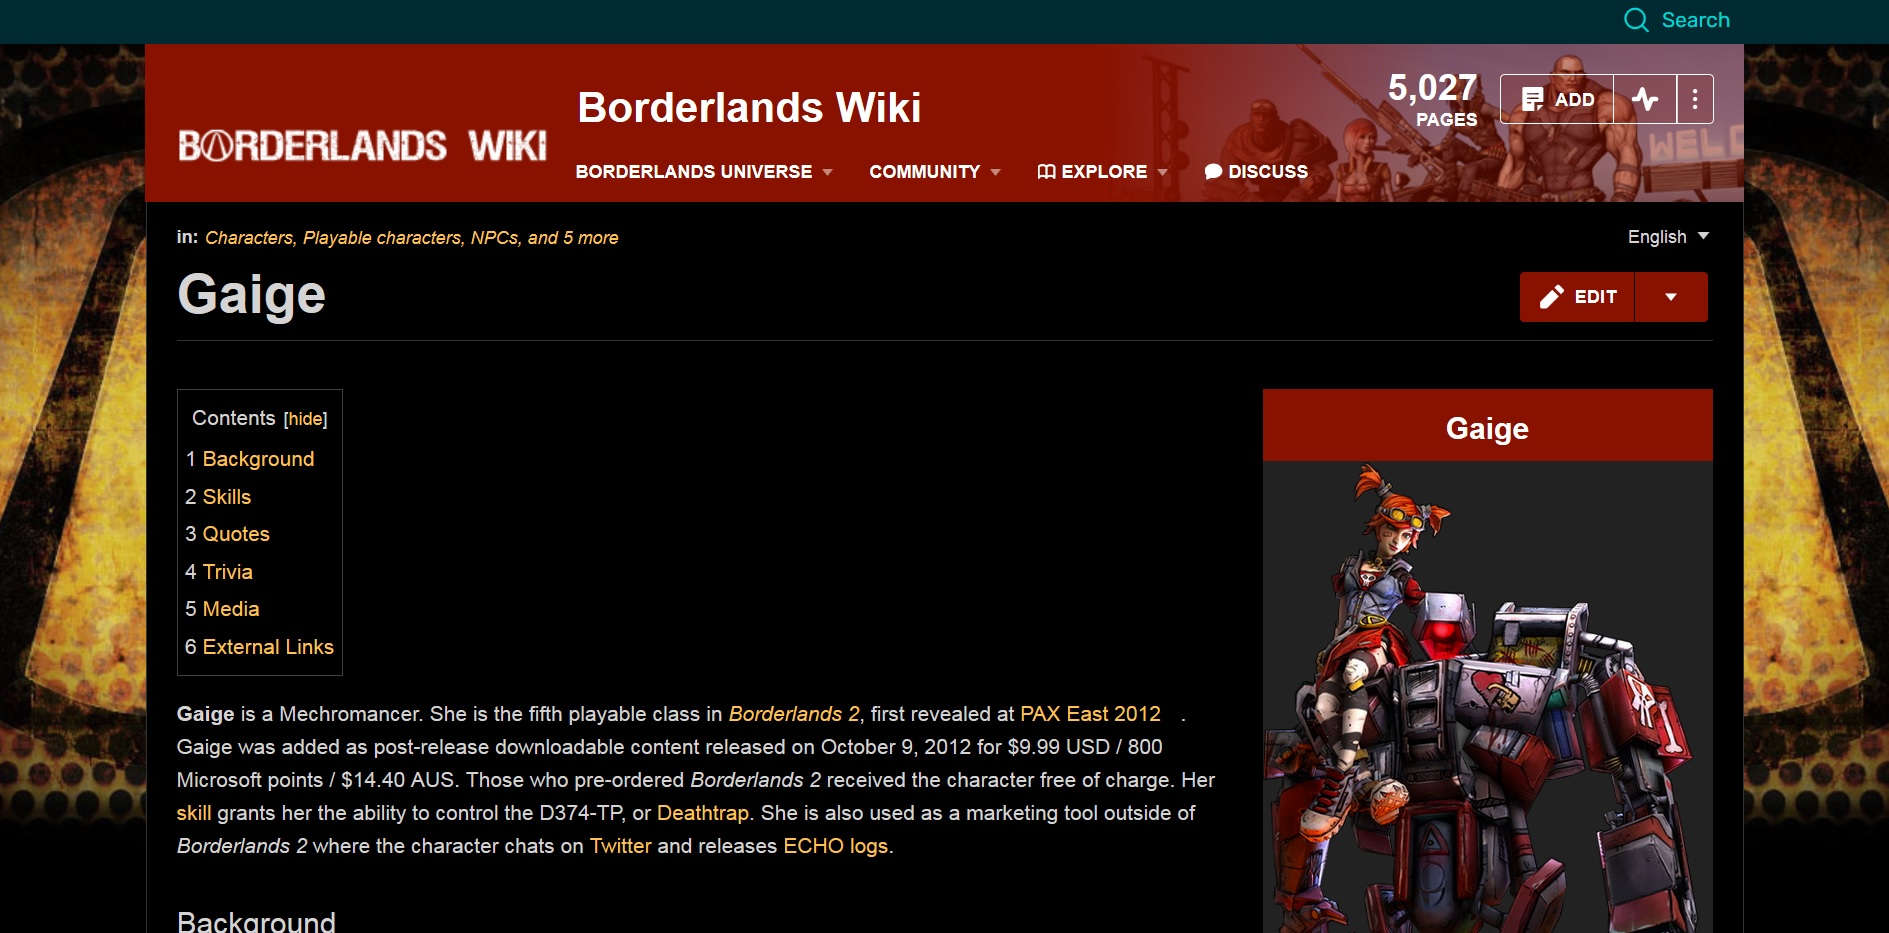 Search
BORDERLANDS WIKI
Borderlands Wiki
5,027
PAGES
ADD
BORDERLANDS UNIVERSE
COMMUNITY
EXPLORE
DISCUSS
in: Characters, Playable characters, NPCs, and 5 more
English
Gaige
EDIT
Contents [hide]
1 Background
2 Skills
3 Quotes
4 Trivia
5 Media
6 External Links
Gaige
Gaige is a Mechromancer. She is the fifth playable class in Borderlands 2, first revealed at PAX East 2012 .
Gaige was added as post-release downloadable content released on October 9, 2012 for $9.99 USD / 800
Microsoft points / $14.40 AUS. Those who pre-ordered Borderlands 2 received the character free of charge. Her
skill grants her the ability to control the D374-TP, or Deathtrap. She is also used as a marketing tool outside of
Borderlands 2 where the character chats on Twitter and releases ECHO logs.
Background